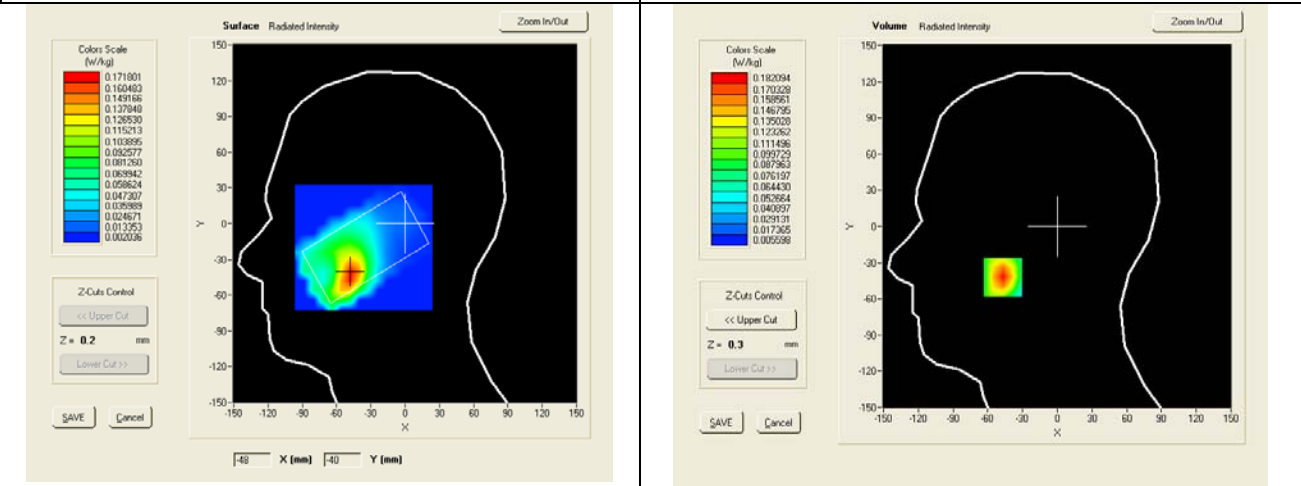 Surface Radiated Intensity
Zoom In/Out
Colors Scale
(W/kg)
0.171801
0.160483
0.149166
0.137848
0.126530
0.115213
0.103895
0.092577
0.081260
0.069942
0.058624
0.047307
0.035989
0.024671
0.013353
0.002036
Z-Cuts Control
<< Upper Cut
Z = 0.2 mm
Lower Cut >>
SAVE Cancel
150
120
90
60
30
0
-30
-60
-90
-120
-150
Y
-150 -120 -90 -60 -30 0 30 60 90 120 150
X
-48 X (mm) -40 Y (mm)
Volume Radiated Intensity
Zoom In/Out
Colors Scale
(W/kg)
0.182094
0.170328
0.158561
0.146795
0.135028
0.123262
0.111496
0.099729
0.087963
0.076197
0.064430
0.052664
0.040897
0.029131
0.017365
0.005598
Z-Cuts Control
<< Upper Cut
Z = 0.3 mm
Lower Cut >>
SAVE Cancel
150
120
90
60
30
0
-30
-60
-90
-120
-150
Y
-150 -120 -90 -60 -30 0 30 60 90 120 150
X